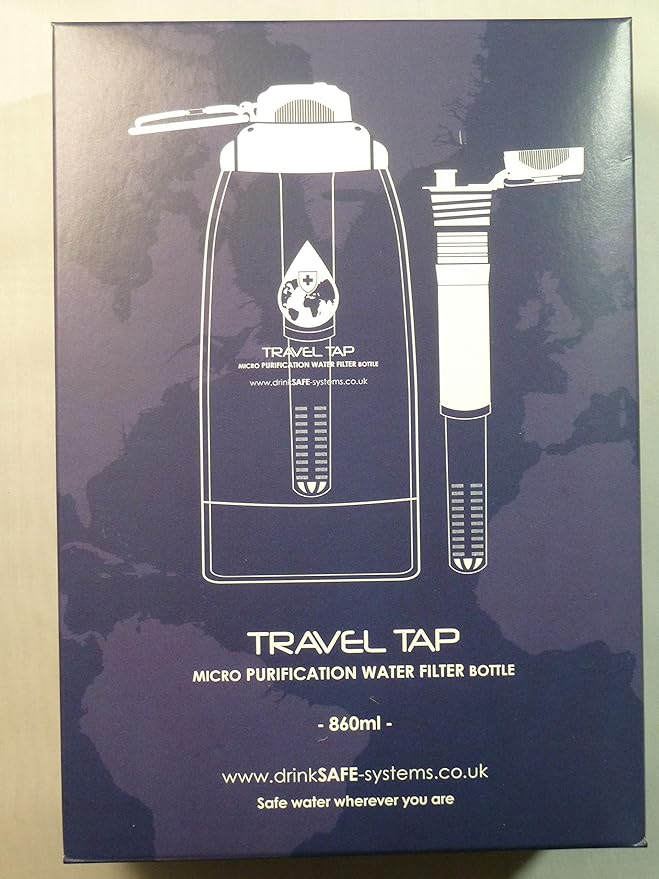 TRAVEL TAP
MICRO PURIFICATION WATER FILTER BOTTLE
www.drinkSAFE-systems.co.uk
TRAVEL TAP
MICRO PURIFICATION WATER FILTER BOTTLE
- 860ml -
www.drinkSAFE-systems.co.uk
Safe water wherever you are